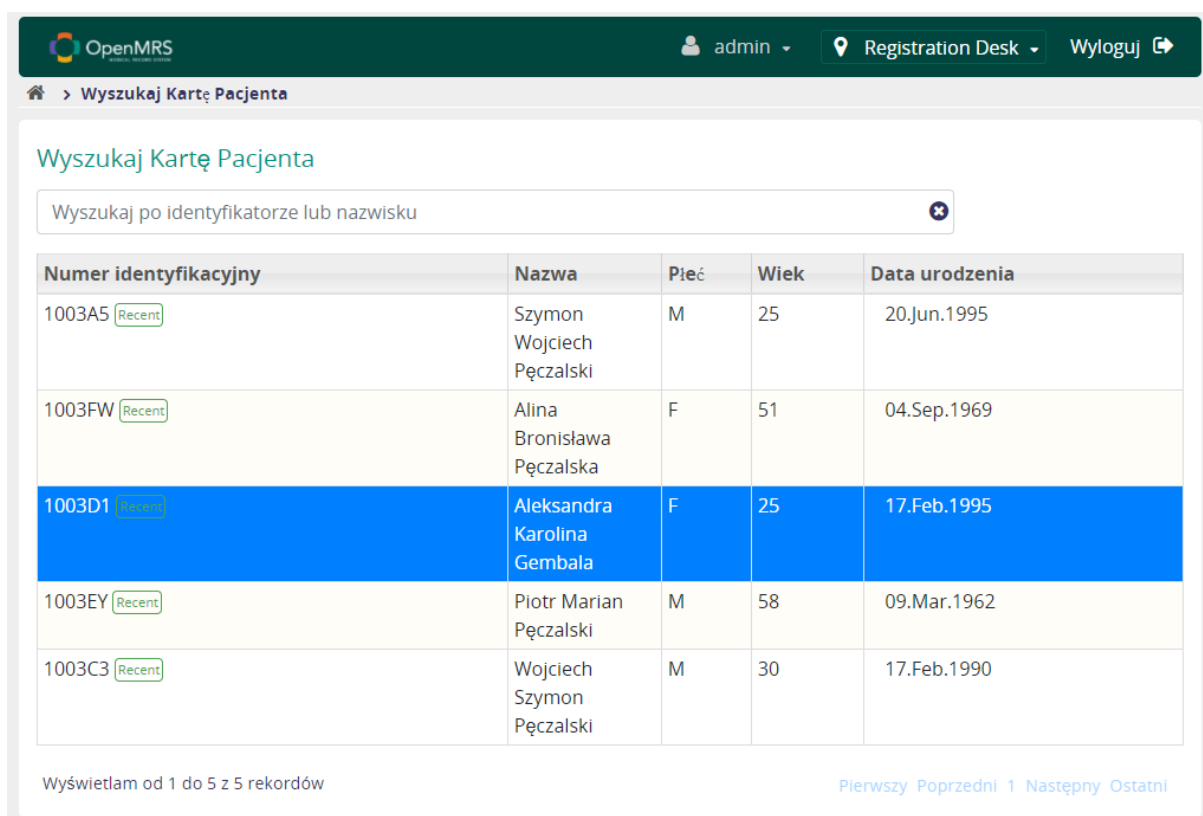 OpenMRS
MEDICAL RECORD SYSTEM
admin
Registration Desk
Wyloguj
> Wyszukaj Kartę Pacjenta
Wyszukaj Kartę Pacjenta
Wyszukaj po identyfikatorze lub nazwisku
Numer identyfikacyjny Nazwa Płeć Wiek Data urodzenia
1003A5 Recent Szymon M 25 20.Jun.1995
Wojciech
Pęczalski
1003FW Recent Alina F 51 04.Sep.1969
Bronisława
Pęczalska
1003D1 Recent Aleksandra F 25 17.Feb.1995
Karolina
Gembala
1003EY Recent Piotr Marian M 58 09.Mar.1962
Pęczalski
1003C3 Recent Wojciech M 30 17.Feb.1990
Szymon
Pęczalski
Wyświetlam od 1 do 5 z 5 rekordów
Pierwszy Poprzedni 1 Następny Ostatni